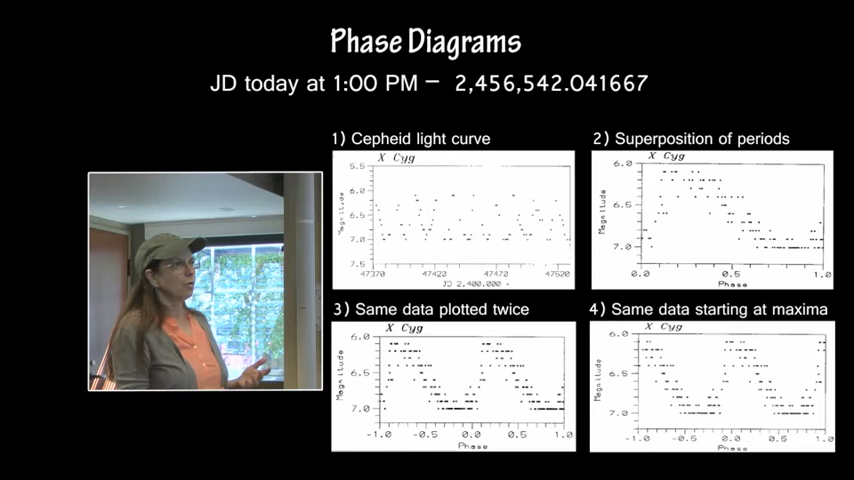 Phase Diagrams
JD today at 1:00 PM – 2,456,542.041667
1) Cepheid light curve
X Cyg
5.5
6.0
6.5
7.0
7.5
Magnitude
47370
47420
47470
47520
JD 2,400,000 +
2) Superposition of periods
X Cyg
6.0
6.5
7.0
Magnitude
0.0
0.5
1.0
Phase
3) Same data plotted twice
X Cyg
6.0
6.5
7.0
Magnitude
-1.0
-0.5
0.0
0.5
1.0
Phase
4) Same data starting at maxima
X Cyg
6.0
6.5
7.0
Magnitude
-1.0
-0.5
0.0
0.5
1.0
Phase